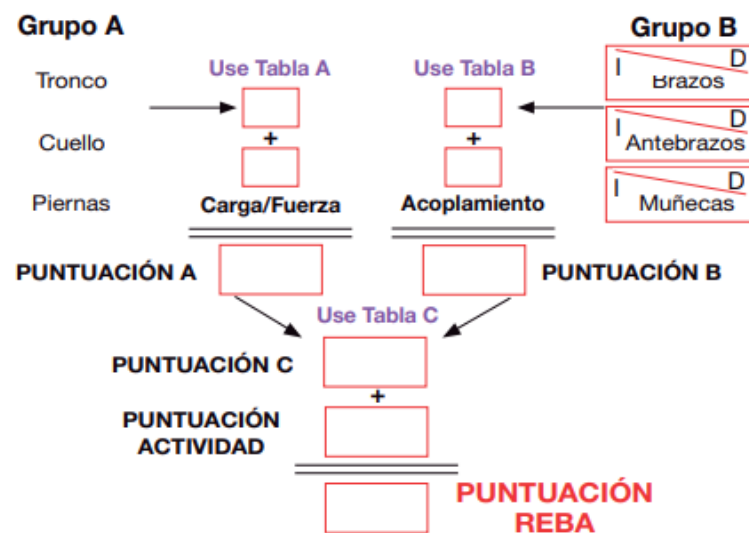 Grupo A
Grupo B
Use Tabla A
Use Tabla B
Tronco
Cuello
Piernas
I D
Brazos
I D
Antebrazos
I D
Muñecas
+
+
Carga/Fuerza
Acoplamiento
PUNTUACIÓN A
PUNTUACIÓN B
Use Tabla C
PUNTUACIÓN C
+
PUNTUACIÓN
ACTIVIDAD
PUNTUACIÓN
REBA